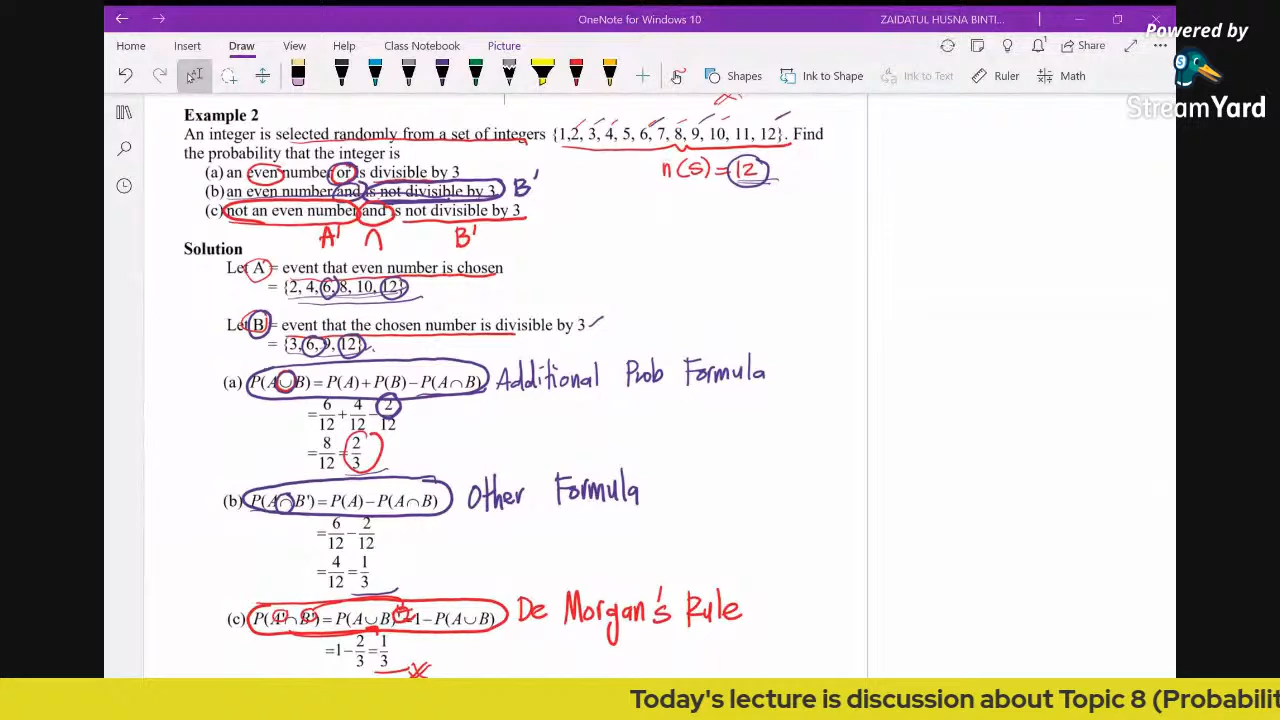 OneNote for Windows 10
ZAIDATUL HUSNA BINTI...
Powered by
StreamYard
Home Insert Draw View Help Class Notebook Picture
Share
Shapes Ink to Shape Ink to Text Ruler Math
Example 2
An integer is selected randomly from a set of integers {1,2, 3, 4, 5, 6, 7, 8, 9, 10, 11, 12}. Find
the probability that the integer is
n(S) = 12
(a) an even number or is divisible by 3
(b) an even number and is not divisible by 3 B'
(c) not an even number and is not divisible by 3
A' ∩ B'
Solution
Let A = event that even number is chosen
= {2, 4, 6, 8, 10, 12}
Let B = event that the chosen number is divisible by 3
= {3, 6, 9, 12}
(a) P(A∪B) = P(A) + P(B) − P(A∩B) Additional Prob Formula
= 6/12 + 4/12 − 2/12
= 8/12 = 2/3
(b) P(A∩B') = P(A) − P(A∩B) Other Formula
= 6/12 − 2/12
= 4/12 = 1/3
(c) P(A'∩B') = P(A∪B)' = 1 − P(A∪B) De Morgan's Rule
= 1 − 2/3 = 1/3
Today's lecture is discussion about Topic 8 (Probabilit